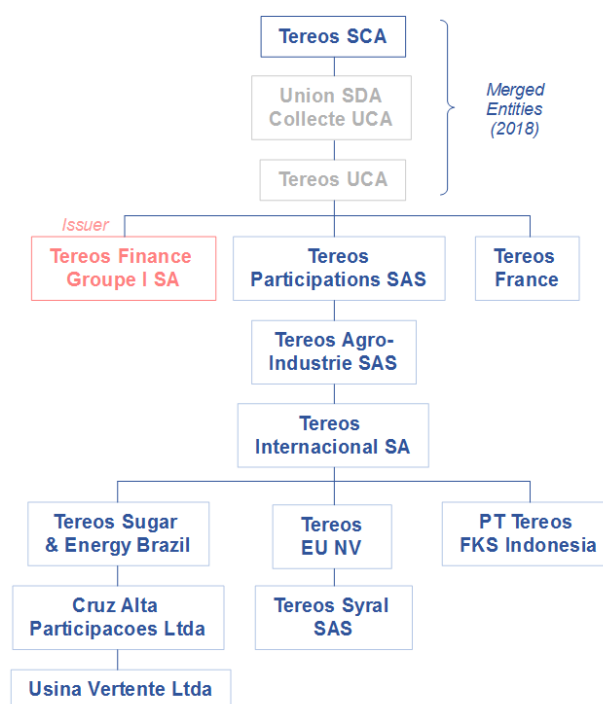 Tereos SCA
Union SDA
Collecte UCA
Merged
Entities
(2018)
Tereos UCA
Issuer
Tereos Finance
Groupe I SA
Tereos
Participations SAS
Tereos
France
Tereos Agro-
Industrie SAS
Tereos
Internacional SA
Tereos Sugar
& Energy Brazil
Tereos
EU NV
PT Tereos
FKS Indonesia
Cruz Alta
Participacoes Ltda
Tereos Syral
SAS
Usina Vertente Ltda